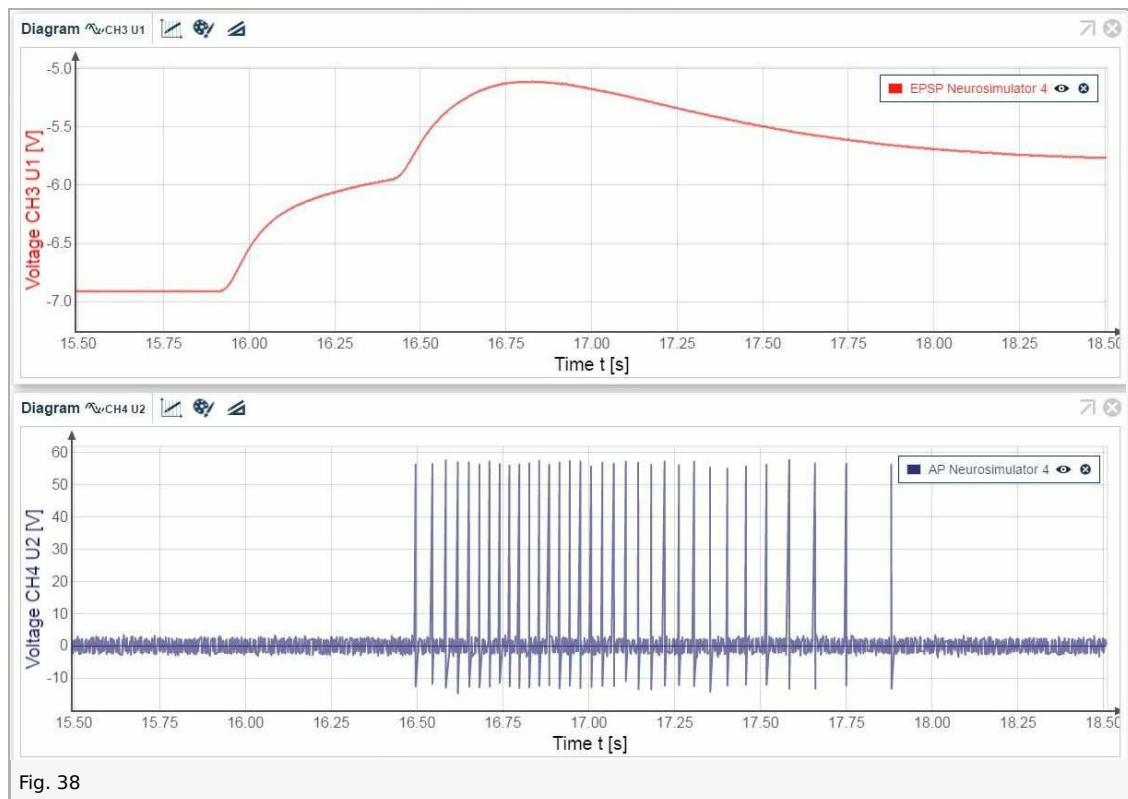 Diagram CH3 U1
-5.0
EPSP Neurosimulator 4
-5.5
-6.0
-6.5
-7.0
Voltage CH3 U1 [V]
15.50 15.75 16.00 16.25 16.50 16.75 17.00 17.25 17.50 17.75 18.00 18.25 18.50
Time t [s]
Diagram CH4 U2
60
AP Neurosimulator 4
50
40
30
20
10
0
-10
Voltage CH4 U2 [V]
15.50 15.75 16.00 16.25 16.50 16.75 17.00 17.25 17.50 17.75 18.00 18.25 18.50
Time t [s]
Fig. 38